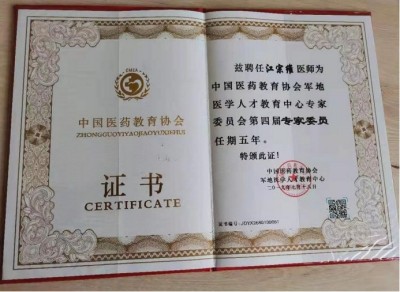 中国医药教育协会
ZHONGGUOYIYAOJIAOYUXIEHUI
证书
CERTIFICATE
兹聘任江宗维医师为
中国医药教育协会军地
医学人才教育中心专家
委员会第四届专家委员
任期五年。
特颁此证！
中国医药教育协会
军地医学人才教育中心